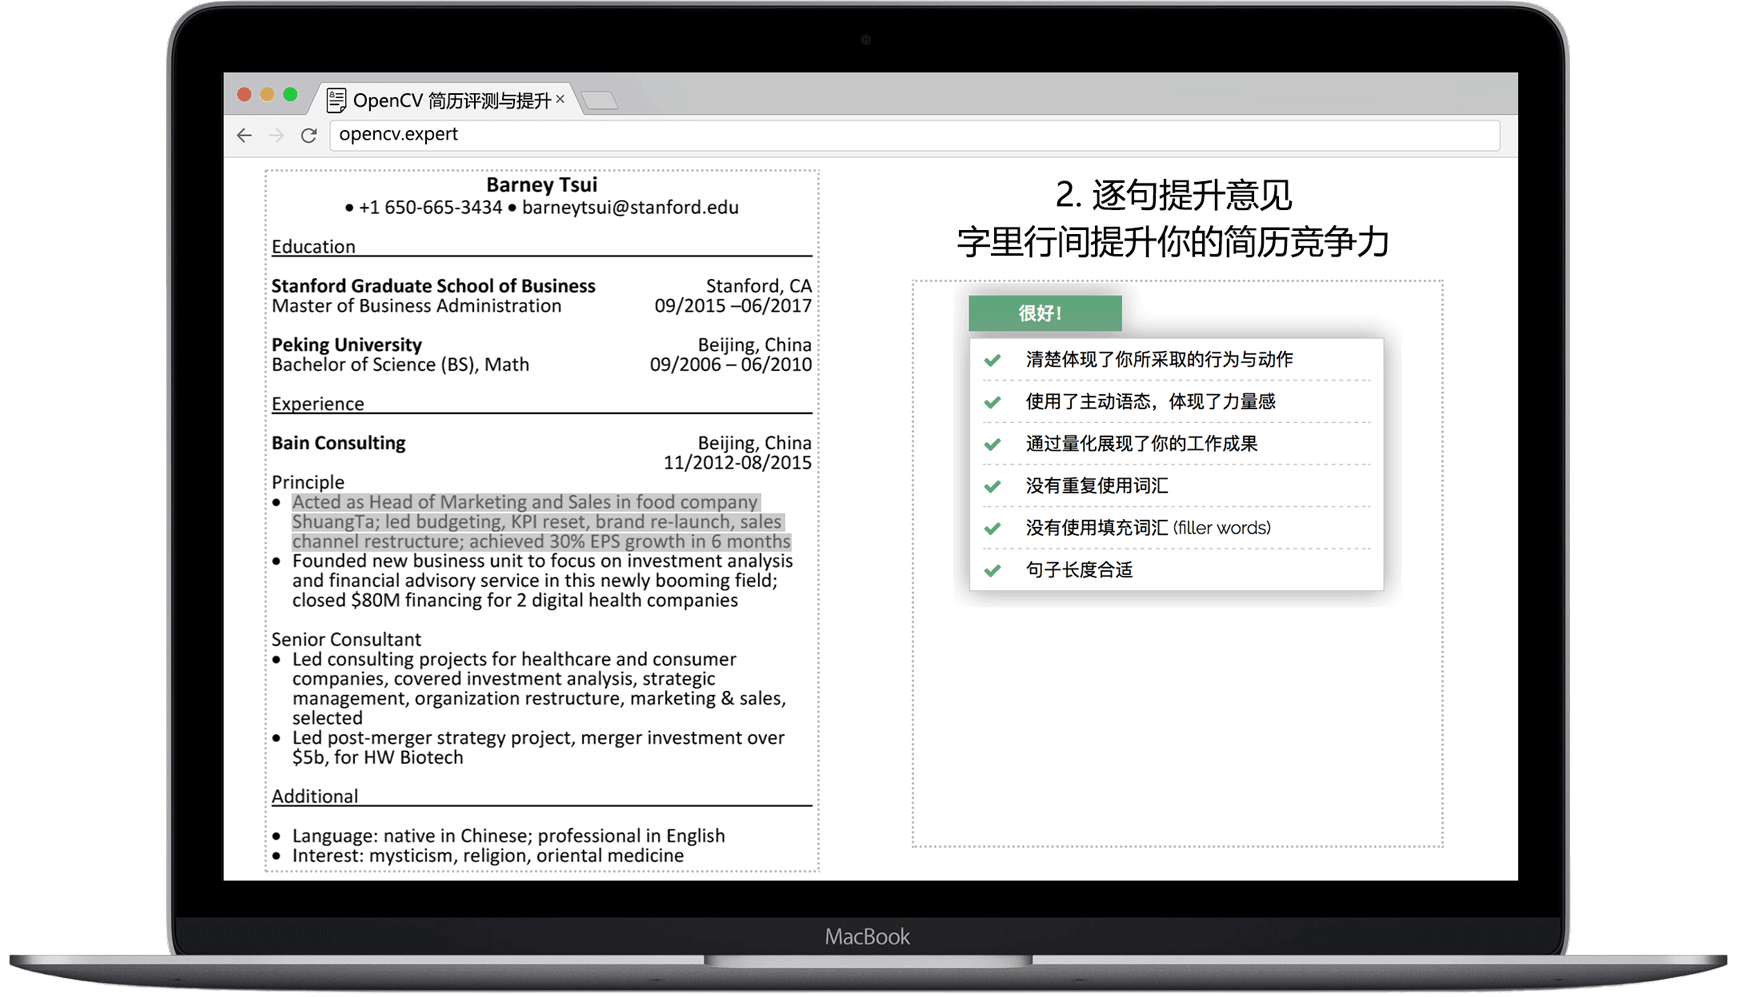 OpenCV 简历评测与提升
opencv.expert
Barney Tsui
• +1 650-665-3434 • barneytsui@stanford.edu
Education
Stanford Graduate School of Business Stanford, CA
Master of Business Administration 09/2015 –06/2017
Peking University Beijing, China
Bachelor of Science (BS), Math 09/2006 – 06/2010
Experience
Bain Consulting Beijing, China
11/2012-08/2015
Principle
• Acted as Head of Marketing and Sales in food company
ShuangTa; led budgeting, KPI reset, brand re-launch, sales
channel restructure; achieved 30% EPS growth in 6 months
• Founded new business unit to focus on investment analysis
and financial advisory service in this newly booming field;
closed $80M financing for 2 digital health companies
Senior Consultant
• Led consulting projects for healthcare and consumer
companies, covered investment analysis, strategic
management, organization restructure, marketing & sales,
selected
• Led post-merger strategy project, merger investment over
$5b, for HW Biotech
Additional
• Language: native in Chinese; professional in English
• Interest: mysticism, religion, oriental medicine
2. 逐句提升意见
字里行间提升你的简历竞争力
很好！
清楚体现了你所采取的行为与动作
使用了主动语态，体现了力量感
通过量化展现了你的工作成果
没有重复使用词汇
没有使用填充词汇 (filler words)
句子长度合适
MacBook